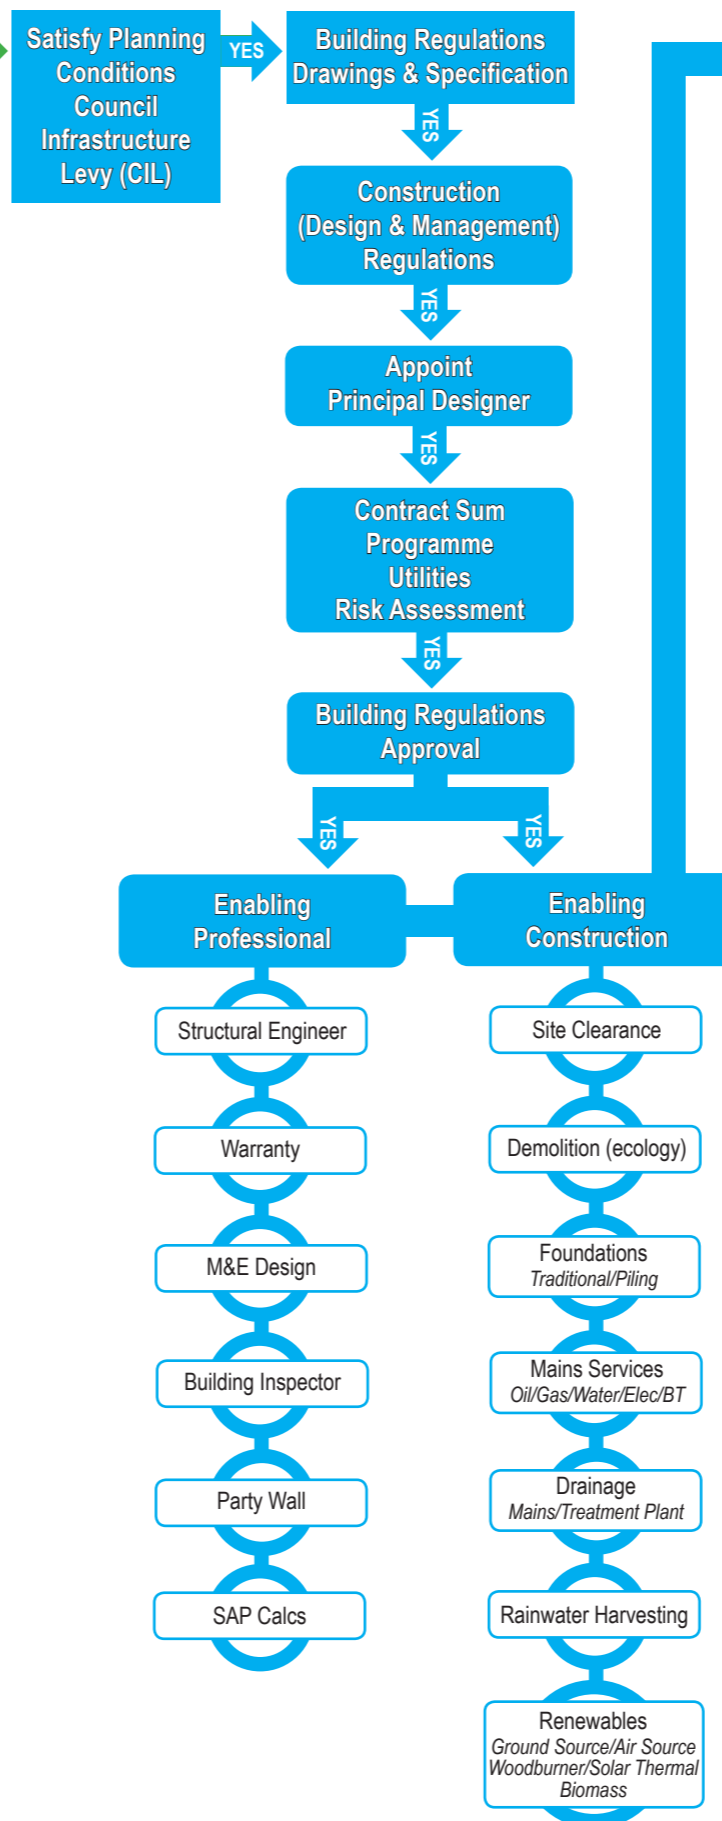 Satisfy Planning
Conditions
Council
Infrastructure
Levy (CIL)
YES
Building Regulations
Drawings & Specification
YES
Construction
(Design & Management)
Regulations
YES
Appoint
Principal Designer
YES
Contract Sum
Programme
Utilities
Risk Assessment
YES
Building Regulations
Approval
YES
YES
Enabling
Professional
Structural Engineer
Warranty
M&E Design
Building Inspector
Party Wall
SAP Calcs
Enabling
Construction
Site Clearance
Demolition (ecology)
Foundations
Traditional/Piling
Mains Services
Oil/Gas/Water/Elec/BT
Drainage
Mains/Treatment Plant
Rainwater Harvesting
Renewables
Ground Source/Air Source
Woodburner/Solar Thermal
Biomass